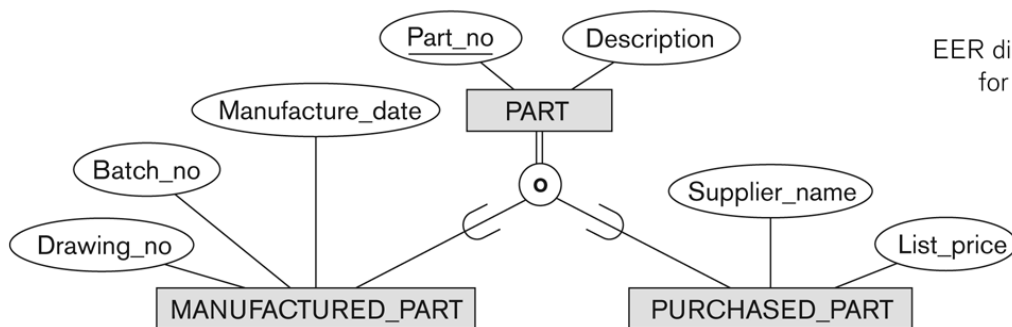 Part_no
Description
EER di
for
Manufacture_date
PART
Batch_no
o
Supplier_name
Drawing_no
List_price
MANUFACTURED_PART
PURCHASED_PART